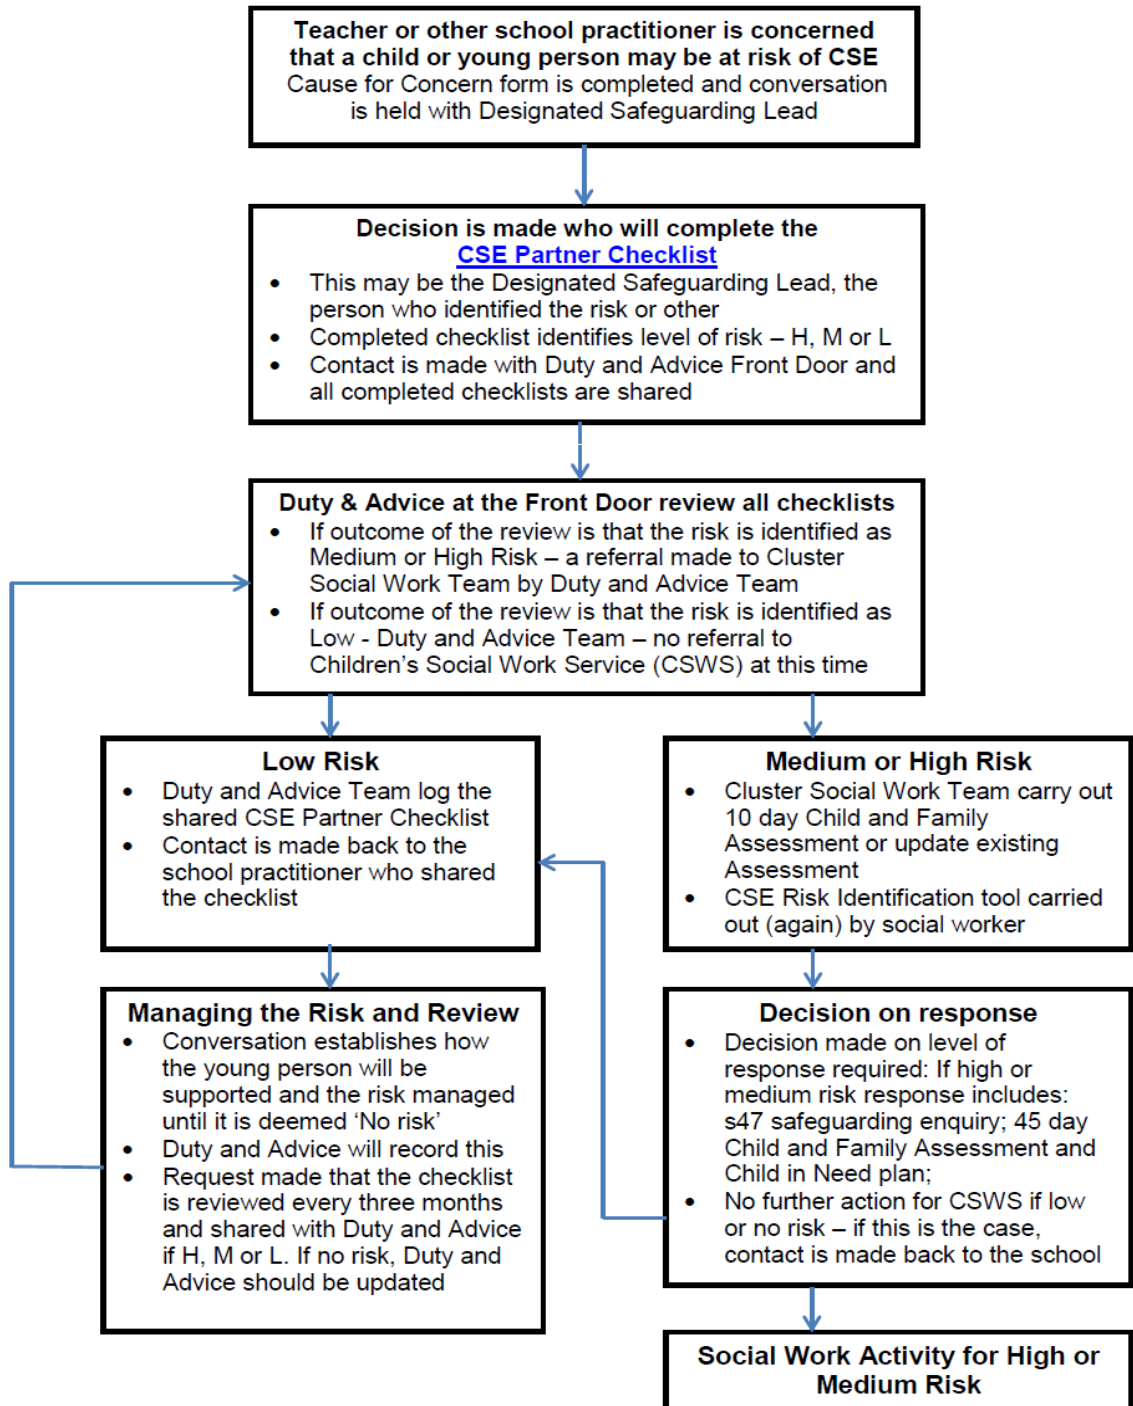 Teacher or other school practitioner is concerned
that a child or young person may be at risk of CSE
Cause for Concern form is completed and conversation
is held with Designated Safeguarding Lead
Decision is made who will complete the
CSE Partner Checklist
• This may be the Designated Safeguarding Lead, the
person who identified the risk or other
• Completed checklist identifies level of risk – H, M or L
• Contact is made with Duty and Advice Front Door and
all completed checklists are shared
Duty & Advice at the Front Door review all checklists
• If outcome of the review is that the risk is identified as
Medium or High Risk – a referral made to Cluster
Social Work Team by Duty and Advice Team
• If outcome of the review is that the risk is identified as
Low - Duty and Advice Team – no referral to
Children's Social Work Service (CSWS) at this time
Low Risk
• Duty and Advice Team log the
shared CSE Partner Checklist
• Contact is made back to the
school practitioner who shared
the checklist
Medium or High Risk
• Cluster Social Work Team carry out
10 day Child and Family
Assessment or update existing
Assessment
• CSE Risk Identification tool carried
out (again) by social worker
Managing the Risk and Review
• Conversation establishes how
the young person will be
supported and the risk managed
until it is deemed ‘No risk’
• Duty and Advice will record this
• Request made that the checklist
is reviewed every three months
and shared with Duty and Advice
if H, M or L. If no risk, Duty and
Advice should be updated
Decision on response
• Decision made on level of
response required: If high or
medium risk response includes:
s47 safeguarding enquiry; 45 day
Child and Family Assessment and
Child in Need plan;
• No further action for CSWS if low
or no risk – if this is the case,
contact is made back to the school
Social Work Activity for High or
Medium Risk